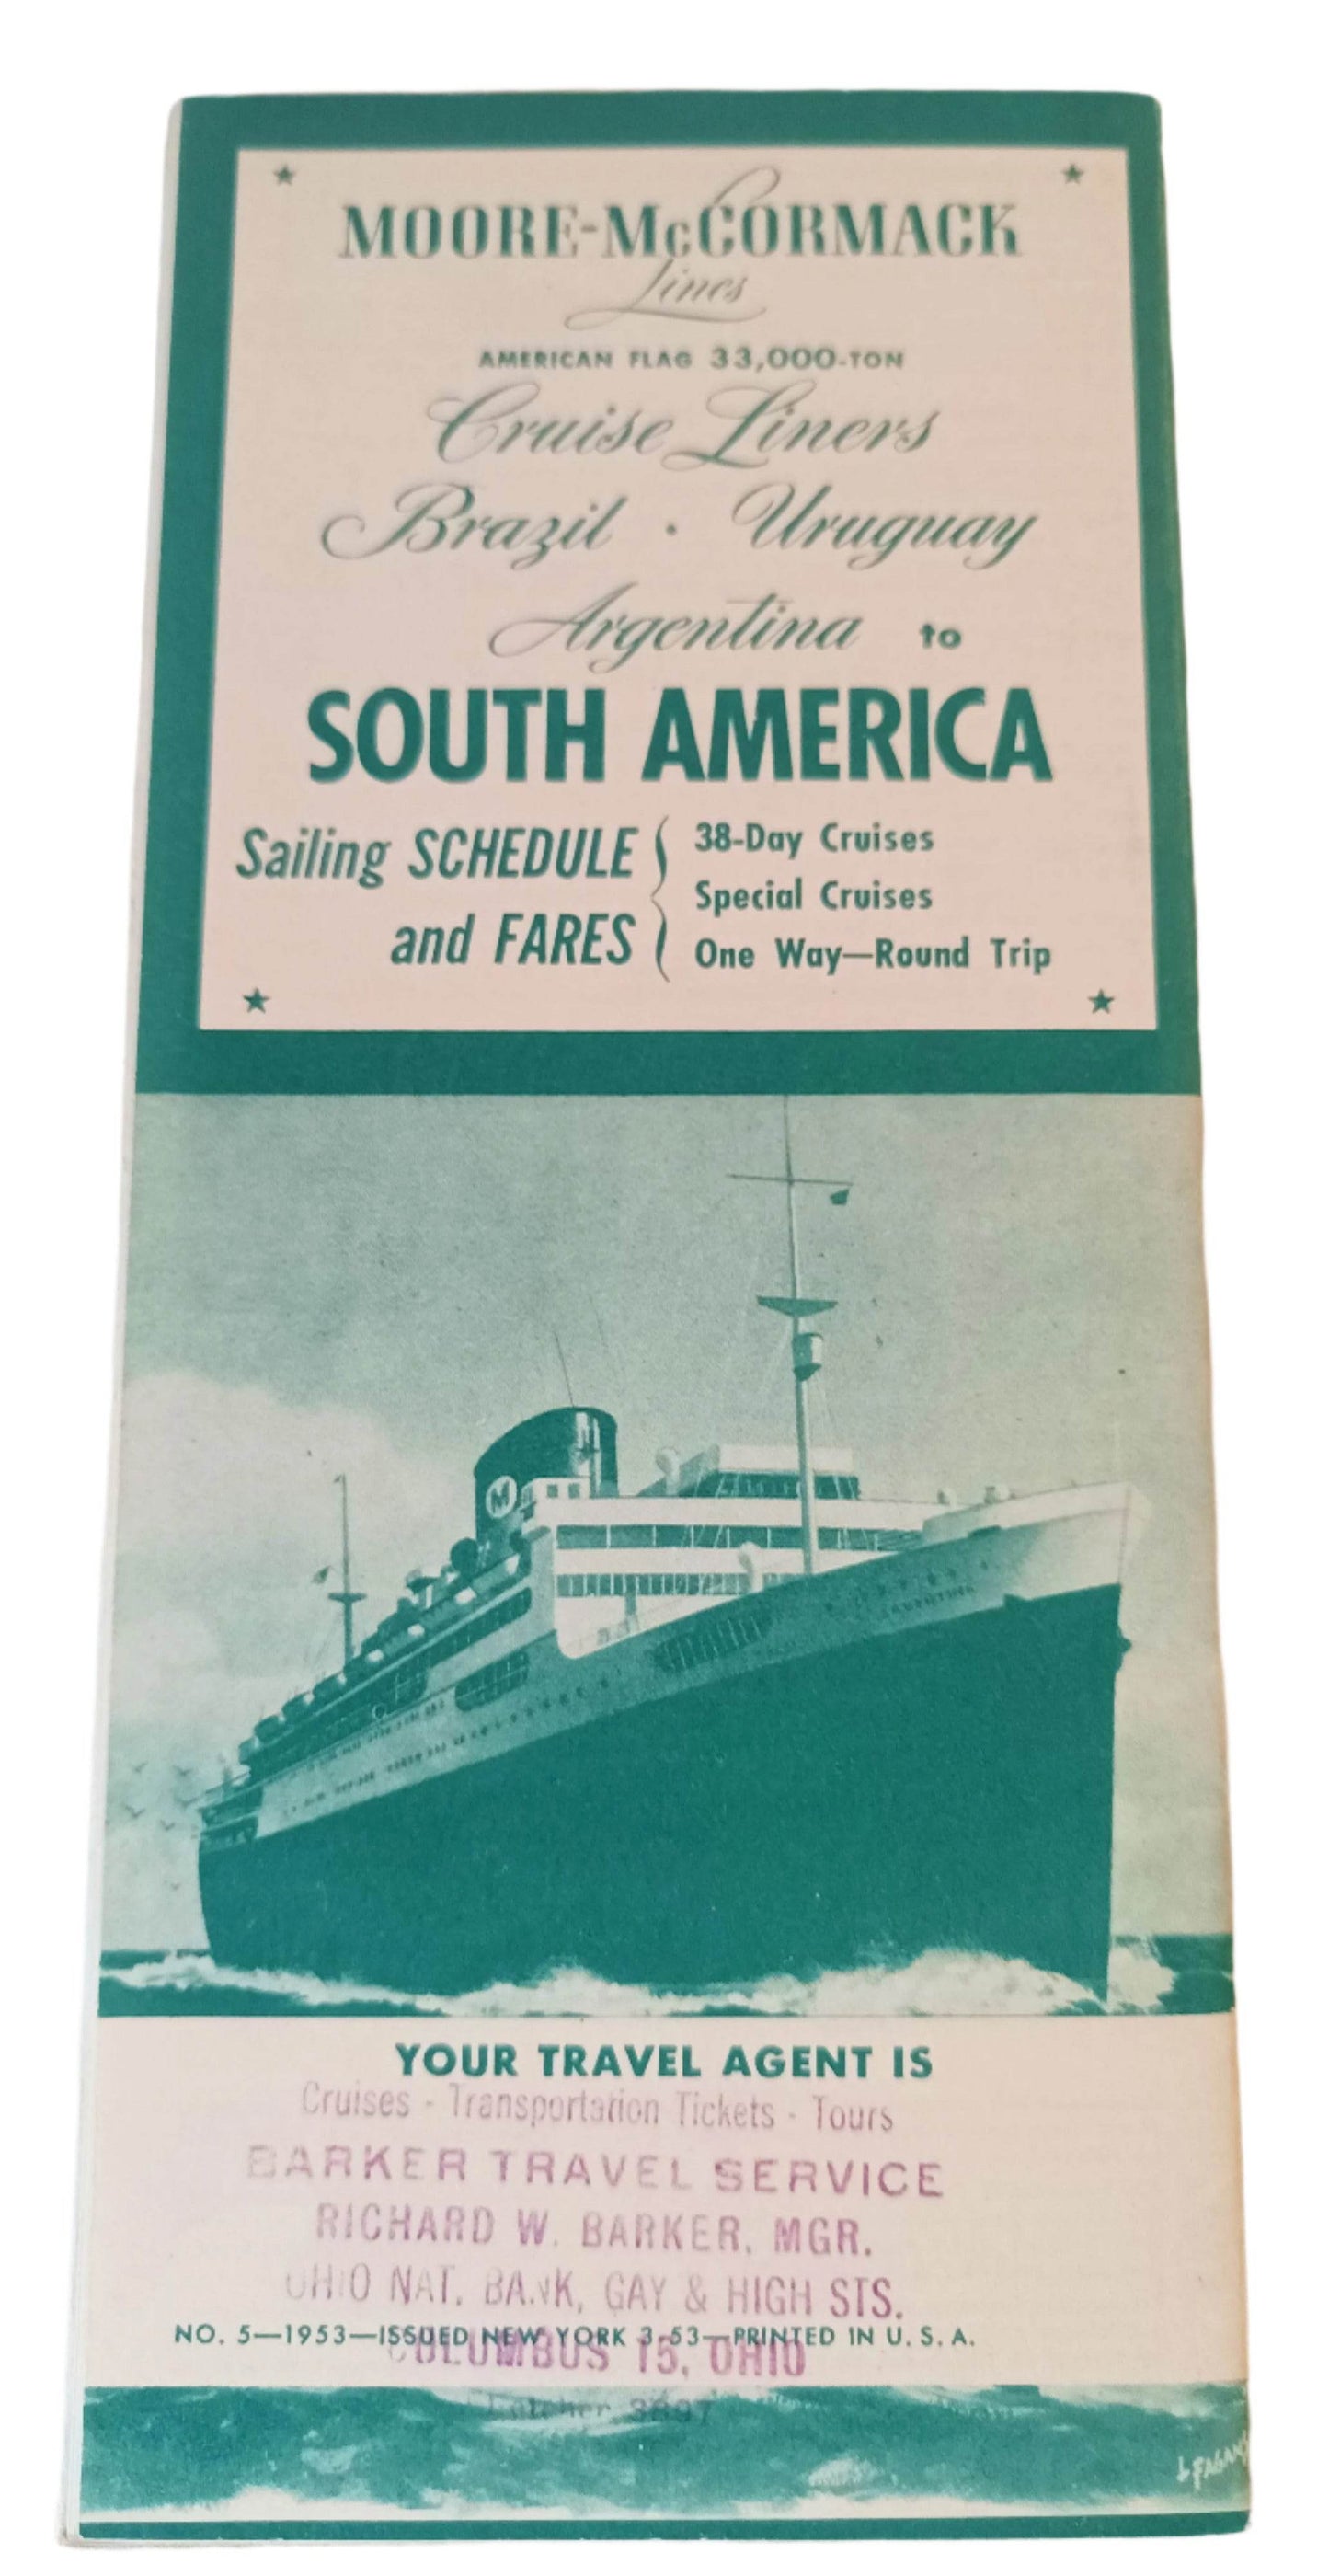 MOORE-McCORMACK
Lines
AMERICAN FLAG 33,000-TON
Cruise Liners
Brazil · Uruguay
Argentina to
SOUTH AMERICA
Sailing SCHEDULE
and FARES
38-Day Cruises
Special Cruises
One Way—Round Trip
M
ARGENTINA
YOUR TRAVEL AGENT IS
Cruises - Transportation Tickets - Tours
BARKER TRAVEL SERVICE
RICHARD W. BARKER, MGR.
OHIO NAT. BANK, GAY & HIGH STS.
NO. 5—1953—ISSUED NEW YORK 3-53—PRINTED IN U. S. A.
COLUMBUS 15, OHIO
3897